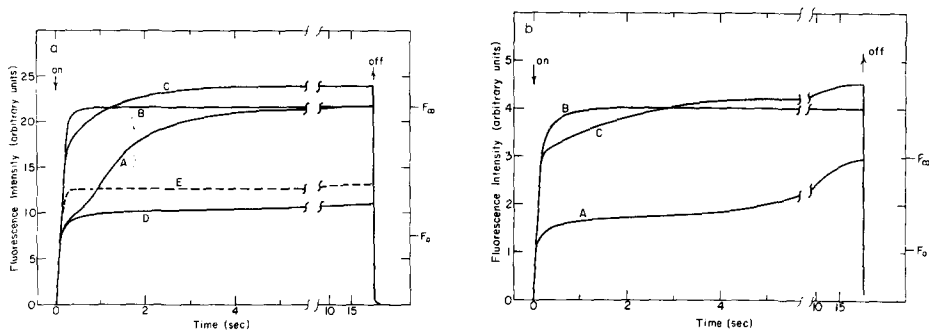 a
Fluorescence Intensity (arbitrary units)
25
20
15
10
5
0
on
off
C
B
A
E
D
F∞
F₀
0
2
4
10
15
Time (sec)
b
Fluorescence Intensity (arbitrary units)
5
4
3
2
1
0
on
off
B
C
A
F∞
F₀
0
2
4
10
15
Time (sec)